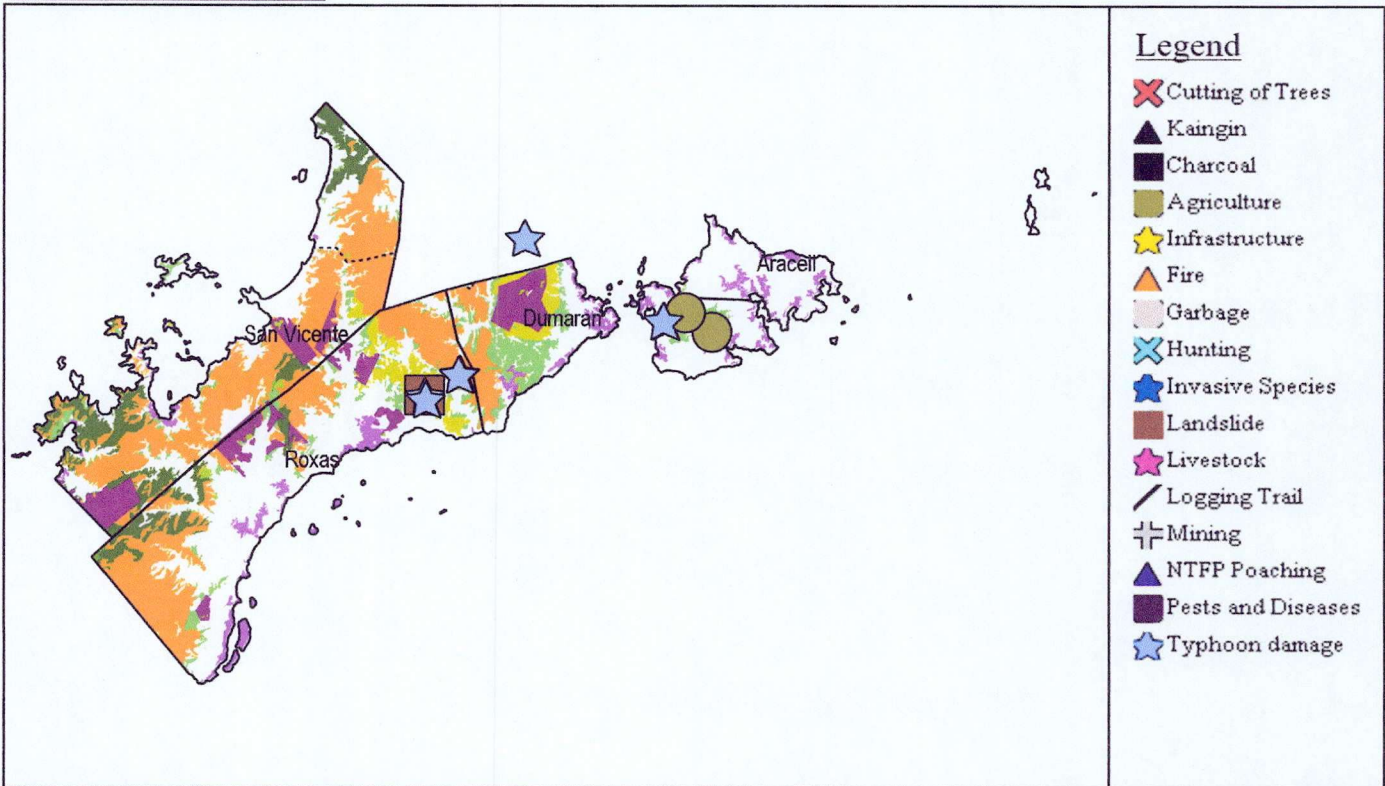 San Vicente
Roxas
Dumaran
Araceli
Legend
Cutting of Trees
Kaingin
Charcoal
Agriculture
Infrastructure
Fire
Garbage
Hunting
Invasive Species
Landslide
Livestock
Logging Trail
Mining
NTFP Poaching
Pests and Diseases
Typhoon damage